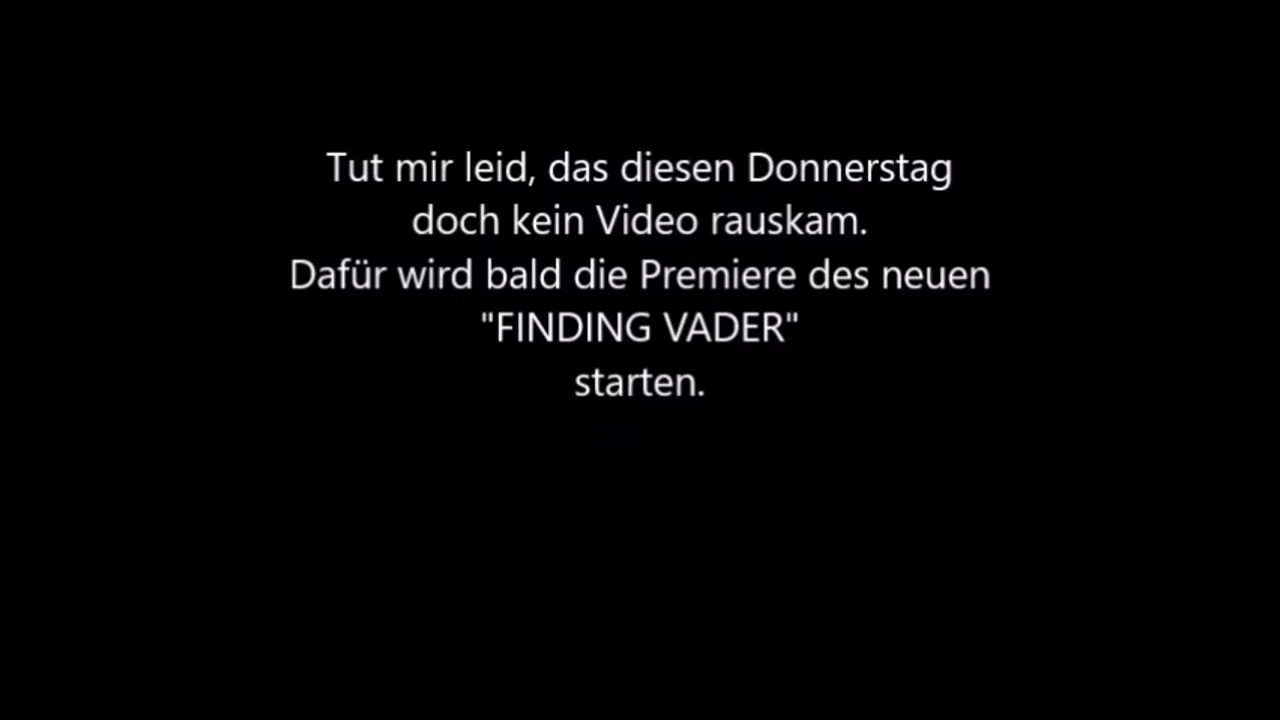 Tut mir leid, das diesen Donnerstag
doch kein Video rauskam.
Dafür wird bald die Premiere des neuen
"FINDING VADER"
starten.